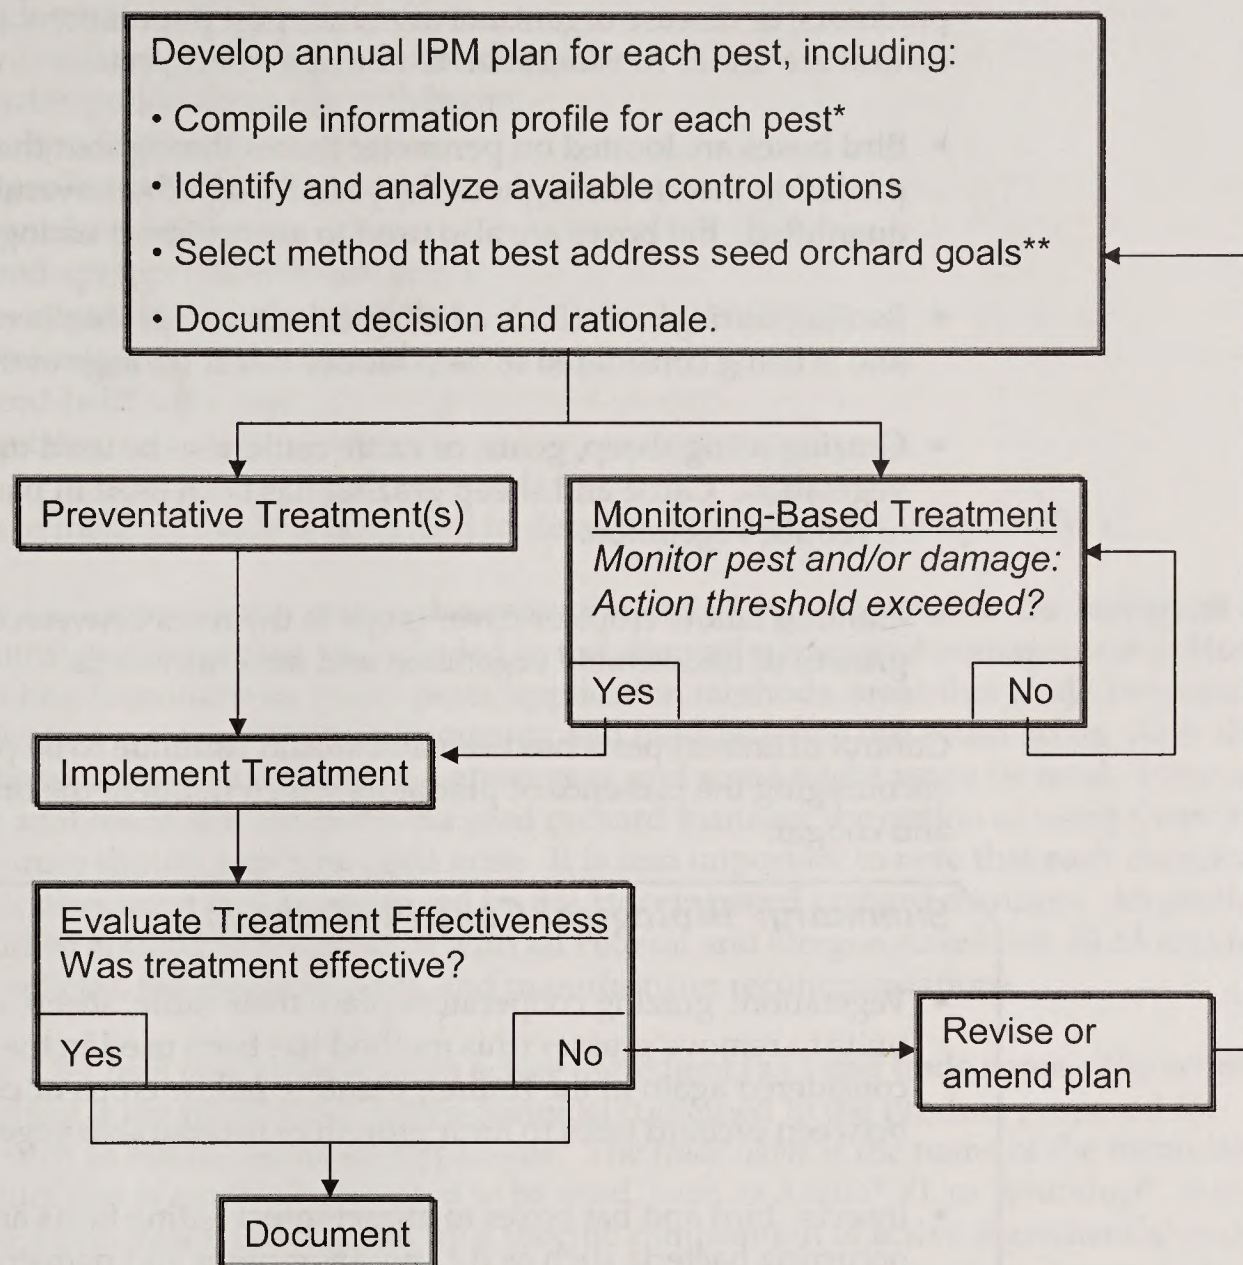 Develop annual IPM plan for each pest, including:
• Compile information profile for each pest*
• Identify and analyze available control options
• Select method that best address seed orchard goals**
• Document decision and rationale.
Preventative Treatment(s)
Monitoring-Based Treatment
Monitor pest and/or damage:
Action threshold exceeded?
Yes
No
Implement Treatment
Evaluate Treatment Effectiveness
Was treatment effective?
Yes
No
Revise or
amend plan
Document